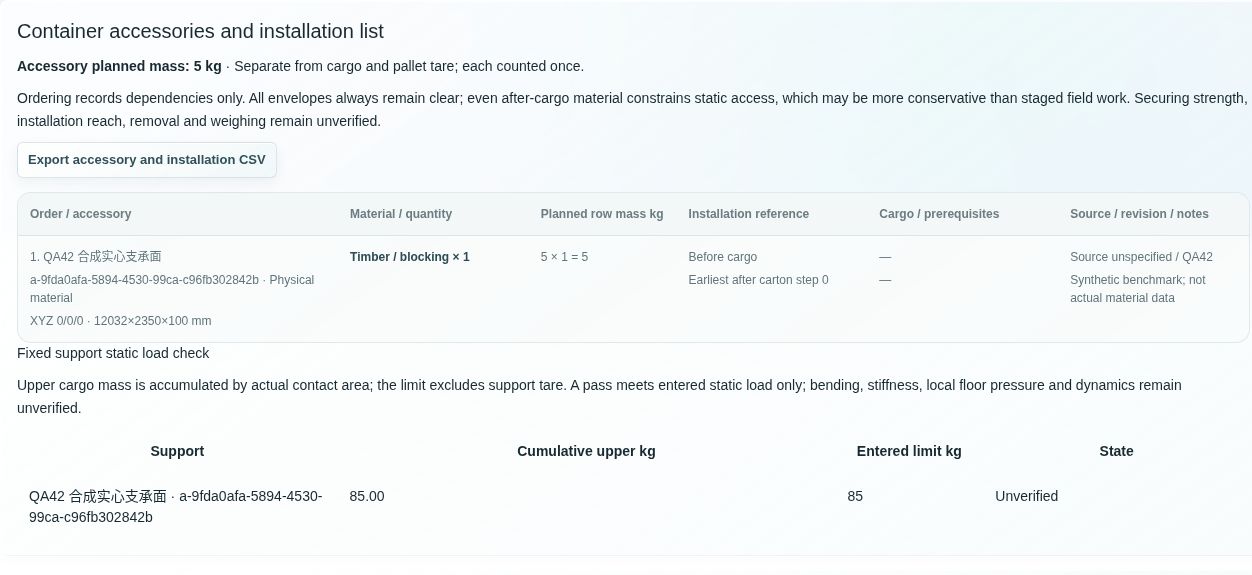 Container accessories and installation list
Accessory planned mass: 5 kg · Separate from cargo and pallet tare; each counted once.
Ordering records dependencies only. All envelopes always remain clear; even after-cargo material constrains static access, which may be more conservative than staged field work. Securing strength,
installation reach, removal and weighing remain unverified.
Export accessory and installation CSV
Order / accessory Material / quantity Planned row mass kg Installation reference Cargo / prerequisites Source / revision / notes
1. QA42 合成实心支承面 Timber / blocking × 1 5 × 1 = 5 Before cargo — Source unspecified / QA42
a-9fda0afa-5894-4530-99ca-c96fb302842b · Physical Earliest after carton step 0 — Synthetic benchmark; not
material actual material data
XYZ 0/0/0 · 12032×2350×100 mm
Fixed support static load check
Upper cargo mass is accumulated by actual contact area; the limit excludes support tare. A pass meets entered static load only; bending, stiffness, local floor pressure and dynamics remain
unverified.
Support Cumulative upper kg Entered limit kg State
QA42 合成实心支承面 · a-9fda0afa-5894-4530- 85.00 85 Unverified
99ca-c96fb302842b